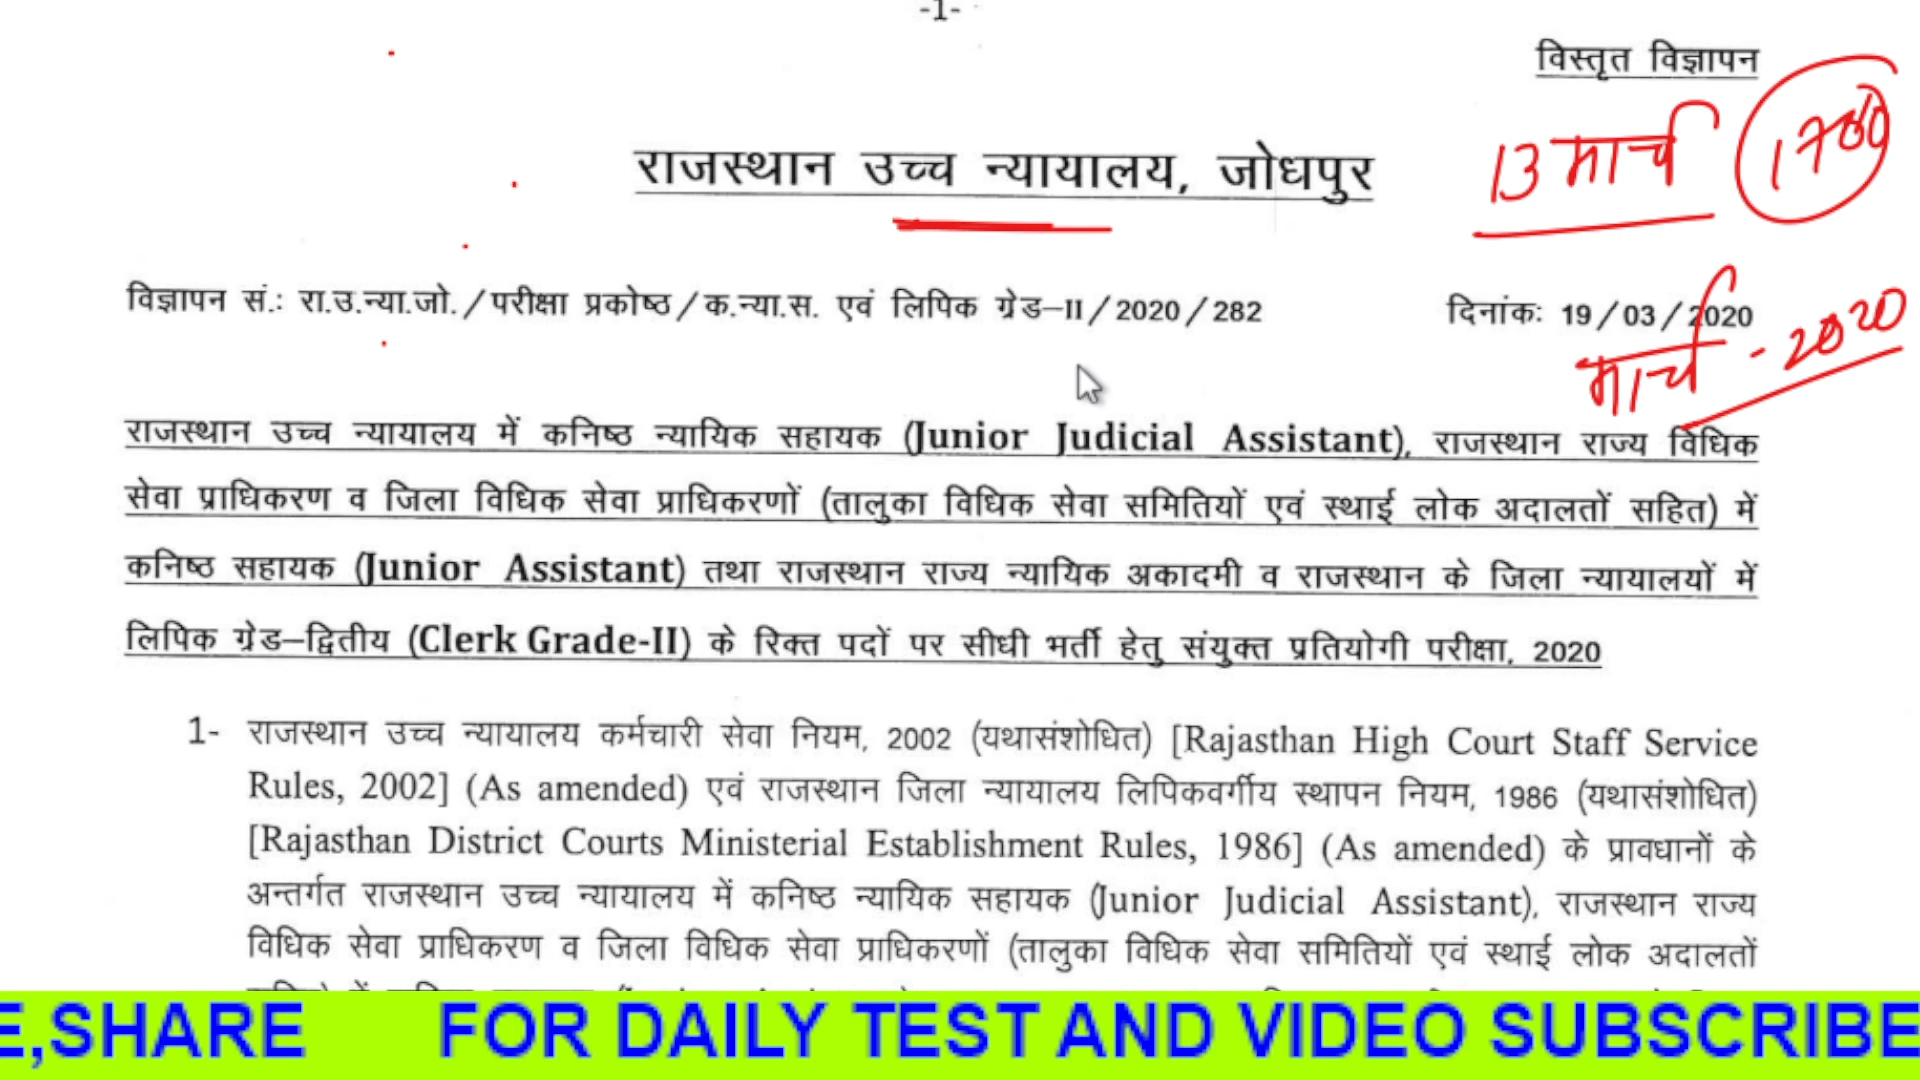 -1-
विस्तृत विज्ञापन
13 मार्च 1700
राजस्थान उच्च न्यायालय, जोधपुर
विज्ञापन सं.: रा.उ.न्या.जो./परीक्षा प्रकोष्ठ/क.न्या.स. एवं लिपिक ग्रेड–II/2020/282 दिनांकः 19/03/2020
मार्च - 2020
राजस्थान उच्च न्यायालय में कनिष्ठ न्यायिक सहायक (Junior Judicial Assistant), राजस्थान राज्य विधिक
सेवा प्राधिकरण व जिला विधिक सेवा प्राधिकरणों (तालुका विधिक सेवा समितियों एवं स्थाई लोक अदालतों सहित) में
कनिष्ठ सहायक (Junior Assistant) तथा राजस्थान राज्य न्यायिक अकादमी व राजस्थान के जिला न्यायालयों में
लिपिक ग्रेड–द्वितीय (Clerk Grade-II) के रिक्त पदों पर सीधी भर्ती हेतु संयुक्त प्रतियोगी परीक्षा, 2020
1- राजस्थान उच्च न्यायालय कर्मचारी सेवा नियम, 2002 (यथासंशोधित) [Rajasthan High Court Staff Service
Rules, 2002] (As amended) एवं राजस्थान जिला न्यायालय लिपिकवर्गीय स्थापन नियम, 1986 (यथासंशोधित)
[Rajasthan District Courts Ministerial Establishment Rules, 1986] (As amended) के प्रावधानों के
अन्तर्गत राजस्थान उच्च न्यायालय में कनिष्ठ न्यायिक सहायक (Junior Judicial Assistant), राजस्थान राज्य
विधिक सेवा प्राधिकरण व जिला विधिक सेवा प्राधिकरणों (तालुका विधिक सेवा समितियों एवं स्थाई लोक अदालतों
E,SHARE FOR DAILY TEST AND VIDEO SUBSCRIBE